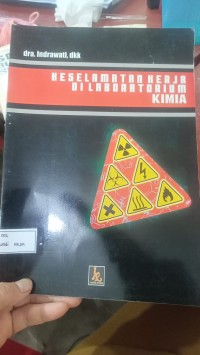 dra. Indrawati, dkk
KESELAMATAN KERJA
DI LABORATORIUM
KIMIA